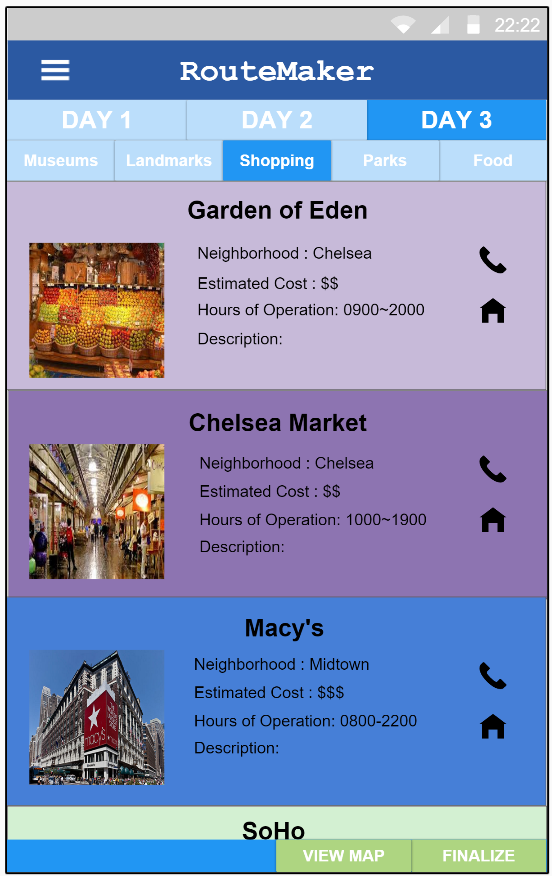 22:22
RouteMaker
DAY 1 DAY 2 DAY 3
Museums Landmarks Shopping Parks Food
Garden of Eden
Neighborhood : Chelsea
Estimated Cost : $$
Hours of Operation: 0900~2000
Description:
Chelsea Market
Neighborhood : Chelsea
Estimated Cost : $$
Hours of Operation: 1000~1900
Description:
Macy's
macy's
Neighborhood : Midtown
Estimated Cost : $$$
Hours of Operation: 0800-2200
Description:
SoHo
VIEW MAP FINALIZE